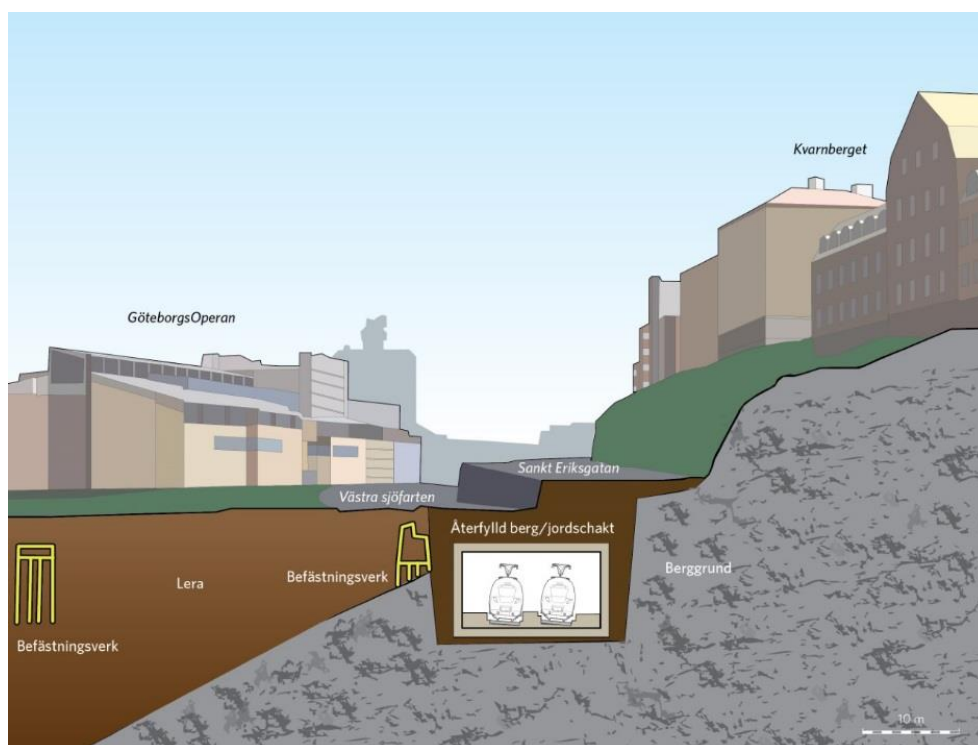 Kvarnberget
GöteborgsOperan
Sankt Eriksgatan
Västra sjöfarten
Återfylld berg/jordschakt
Lera
Befästningsverk
Berggrund
Befästningsverk
10 m